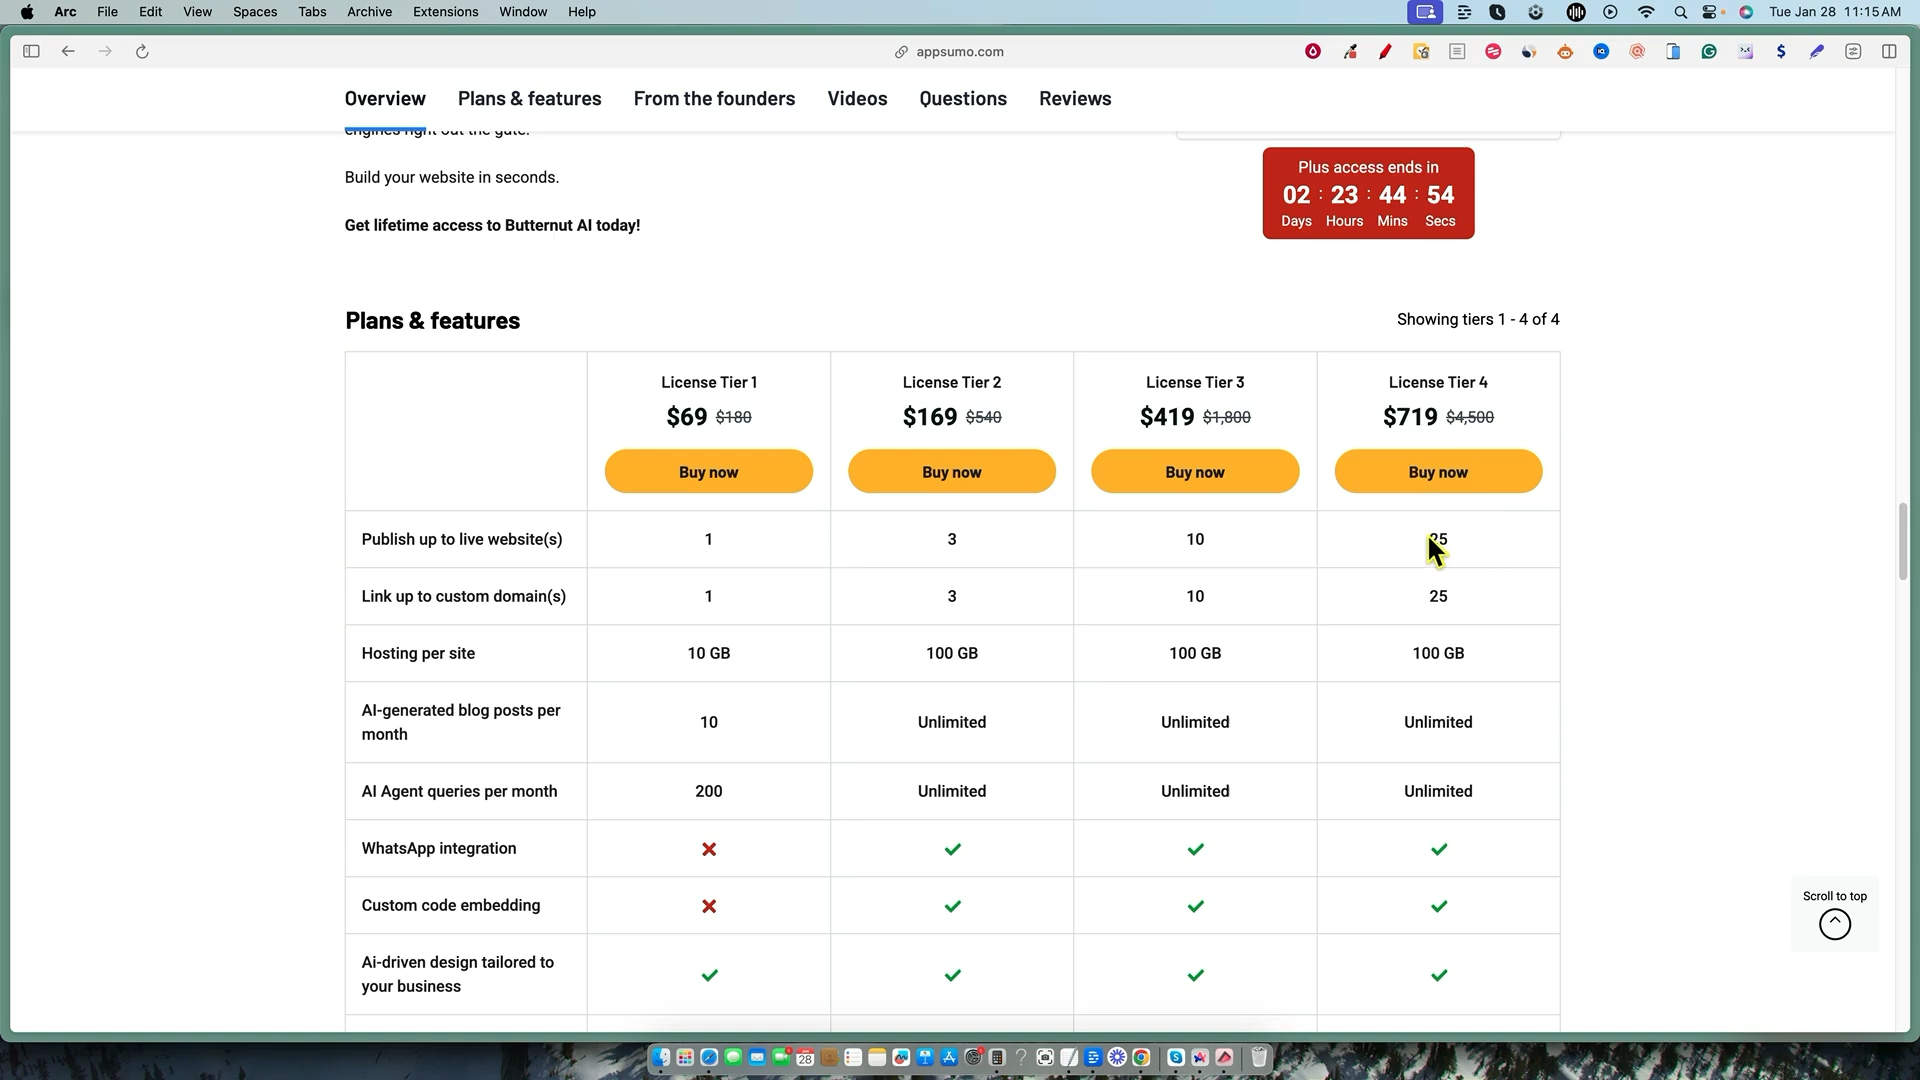 Arc File Edit View Spaces Tabs Archive Extensions Window Help Tue Jan 28 11:15 AM
appsumo.com
Overview Plans & features From the founders Videos Questions Reviews
engines right out the gate.
Build your website in seconds.
Get lifetime access to Butternut AI today!
Plus access ends in
02 : 23 : 44 : 54
Days Hours Mins Secs
Plans & features
Showing tiers 1 - 4 of 4
License Tier 1 License Tier 2 License Tier 3 License Tier 4
$69 $180 $169 $540 $419 $1,800 $719 $4,500
Buy now Buy now Buy now Buy now
Publish up to live website(s) 1 3 10 25
Link up to custom domain(s) 1 3 10 25
Hosting per site 10 GB 100 GB 100 GB 100 GB
AI-generated blog posts per
month 10 Unlimited Unlimited Unlimited
AI Agent queries per month 200 Unlimited Unlimited Unlimited
WhatsApp integration
Custom code embedding
Ai-driven design tailored to
your business
Scroll to top
28